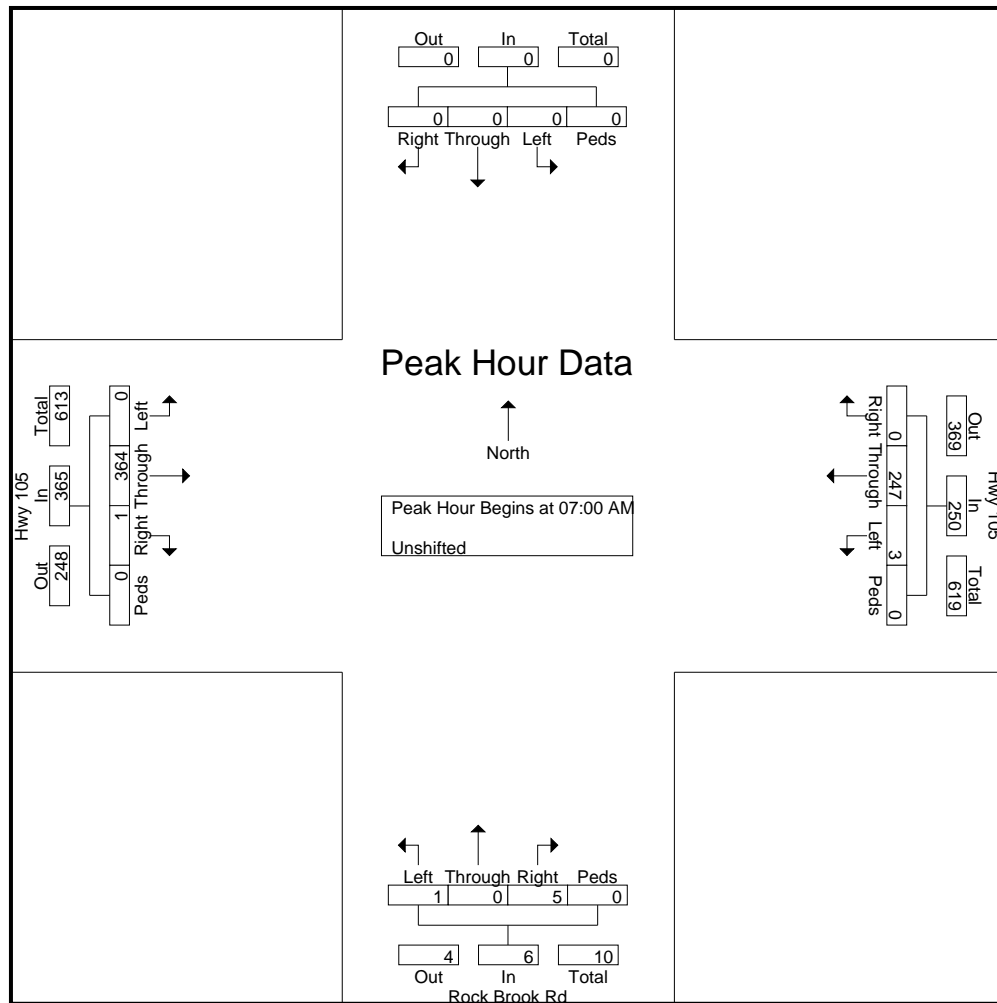 Out In Total
0 0 0
0 0 0 0
Right Through Left Peds
Peak Hour Data
North
Peak Hour Begins at 07:00 AM
Unshifted
Hwy 105
Total In Out
613 365 248
0 364 1 0
Left Through Right Peds
Right Through Left Peds
0 247 3 0
Out In Total
369 250 619
Hwy 105
Left Through Right Peds
1 0 5 0
4 6 10
Out In Total
Rock Brook Rd